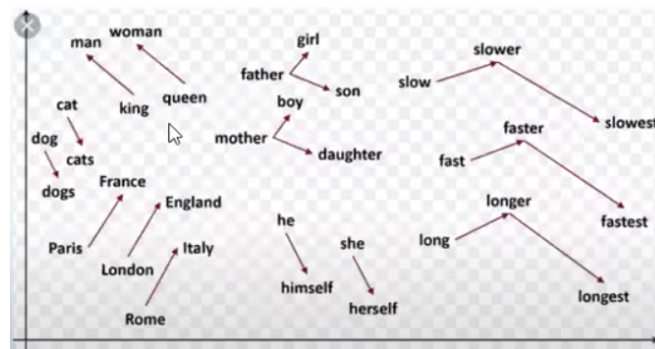 man
woman
king
queen
cat
cats
dog
dogs
France
England
Italy
Paris
London
Rome
girl
father
son
boy
mother
daughter
he
himself
she
herself
slower
slow
slowest
faster
fast
fastest
longer
long
longest